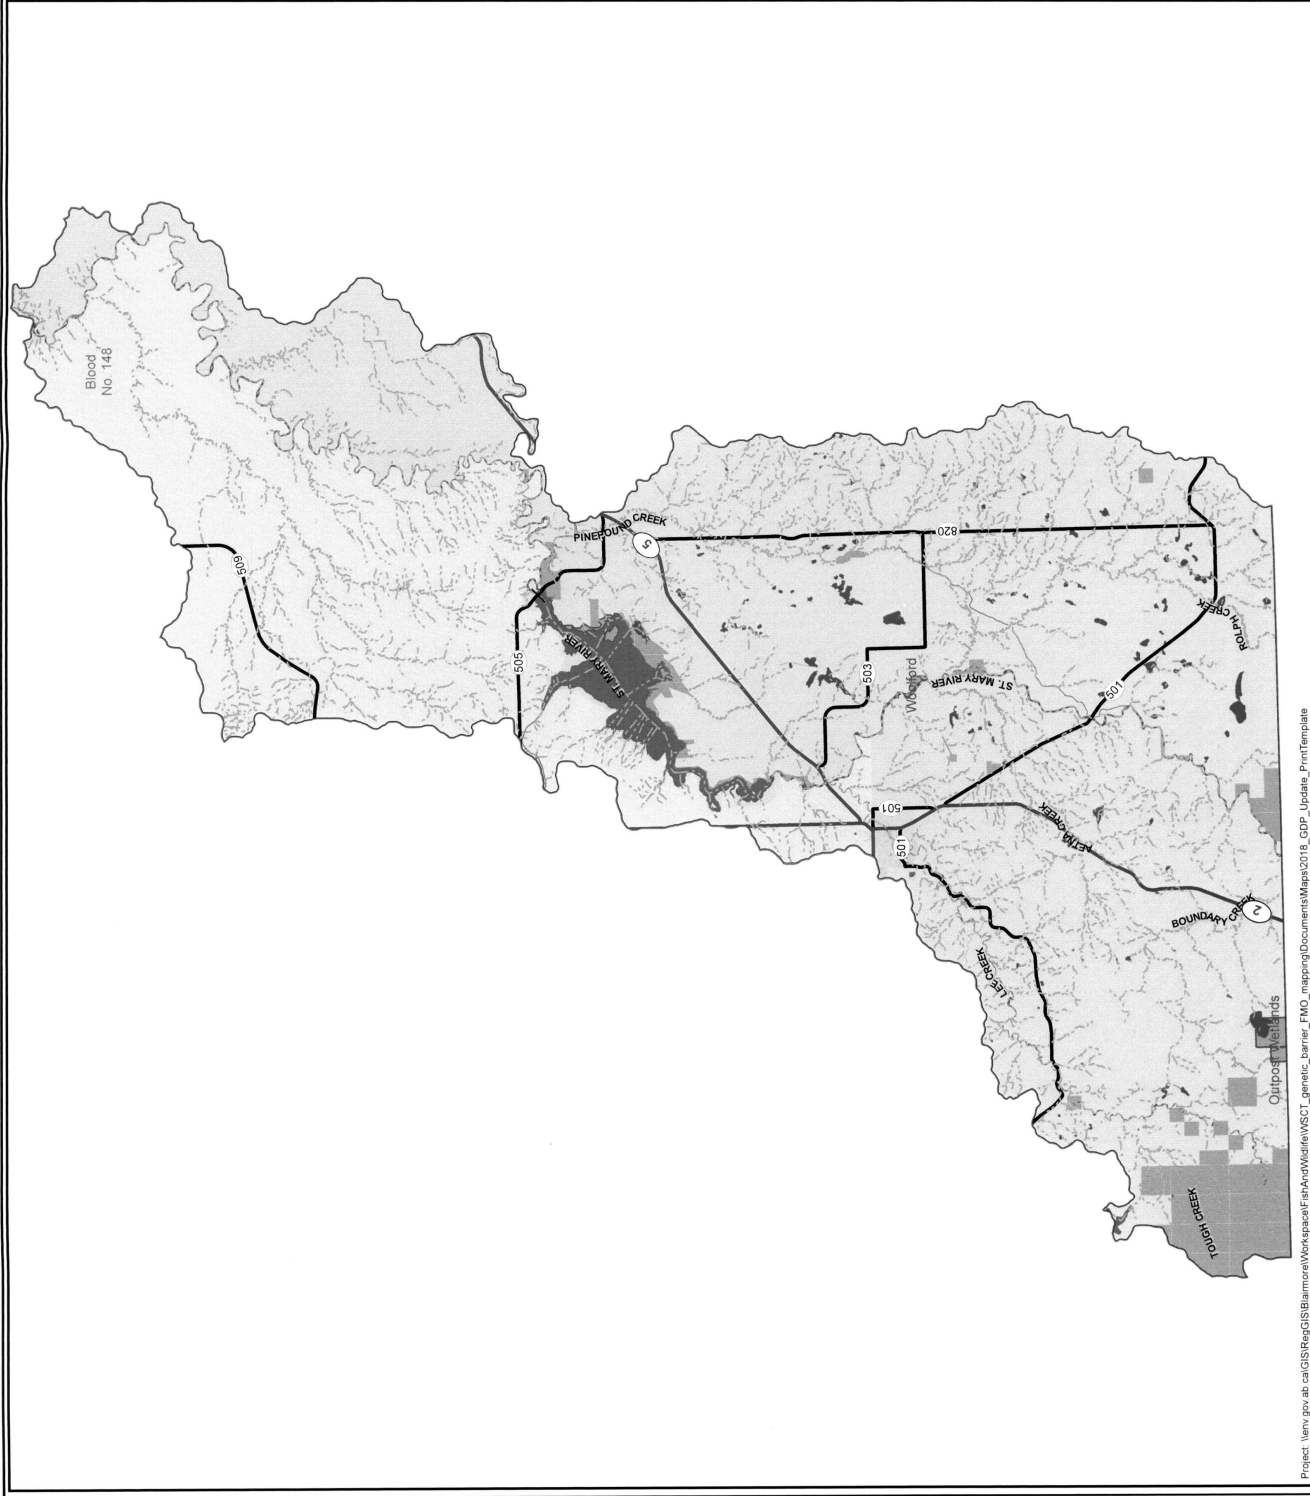 Blood
No. 148
509
PINEPOUND CREEK
5
820
505
ST. MARY RIVER
ROLPH CREEK
503
Woolford
ST. MARY RIVER
501
501
501
AETNA CREEK
BOUNDARY CREEK
2
LEE CREEK
Outpost Wetlands
TOUGH CREEK
Project: \\env.gov.ab.ca\GIS\RegGIS\Blairmore\Workspace\FishAndWildlife\WSCT_genetic_barrier_FMO_mapping\Documents\Maps\2018_GDP_Update_PrintTemplate